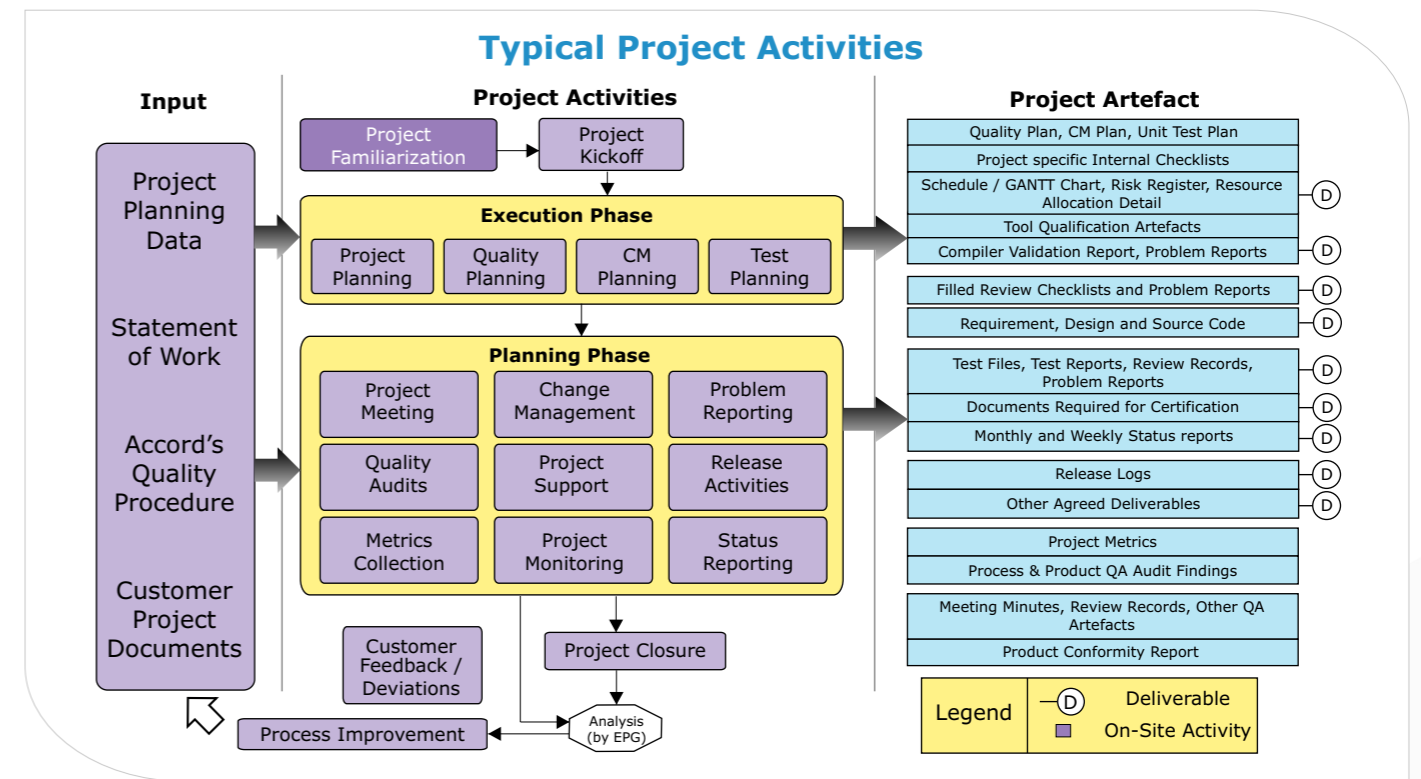 Typical Project Activities
Input
Project
Planning
Data
Statement
of Work
Accord's
Quality
Procedure
Customer
Project
Documents
Project Activities
Project
Familiarization
Project
Kickoff
Execution Phase
Project
Planning
Quality
Planning
CM
Planning
Test
Planning
Planning Phase
Project
Meeting
Change
Management
Problem
Reporting
Quality
Audits
Project
Support
Release
Activities
Metrics
Collection
Project
Monitoring
Status
Reporting
Customer
Feedback /
Deviations
Project Closure
Analysis
(by EPG)
Process Improvement
Project Artefact
Quality Plan, CM Plan, Unit Test Plan
Project specific Internal Checklists
Schedule / GANTT Chart, Risk Register, Resource
Allocation Detail
D
Tool Qualification Artefacts
Compiler Validation Report, Problem Reports
D
Filled Review Checklists and Problem Reports
D
Requirement, Design and Source Code
D
Test Files, Test Reports, Review Records,
Problem Reports
D
Documents Required for Certification
D
Monthly and Weekly Status reports
D
Release Logs
D
Other Agreed Deliverables
D
Project Metrics
Process & Product QA Audit Findings
Meeting Minutes, Review Records, Other QA
Artefacts
Product Conformity Report
Legend
D
Deliverable
On-Site Activity